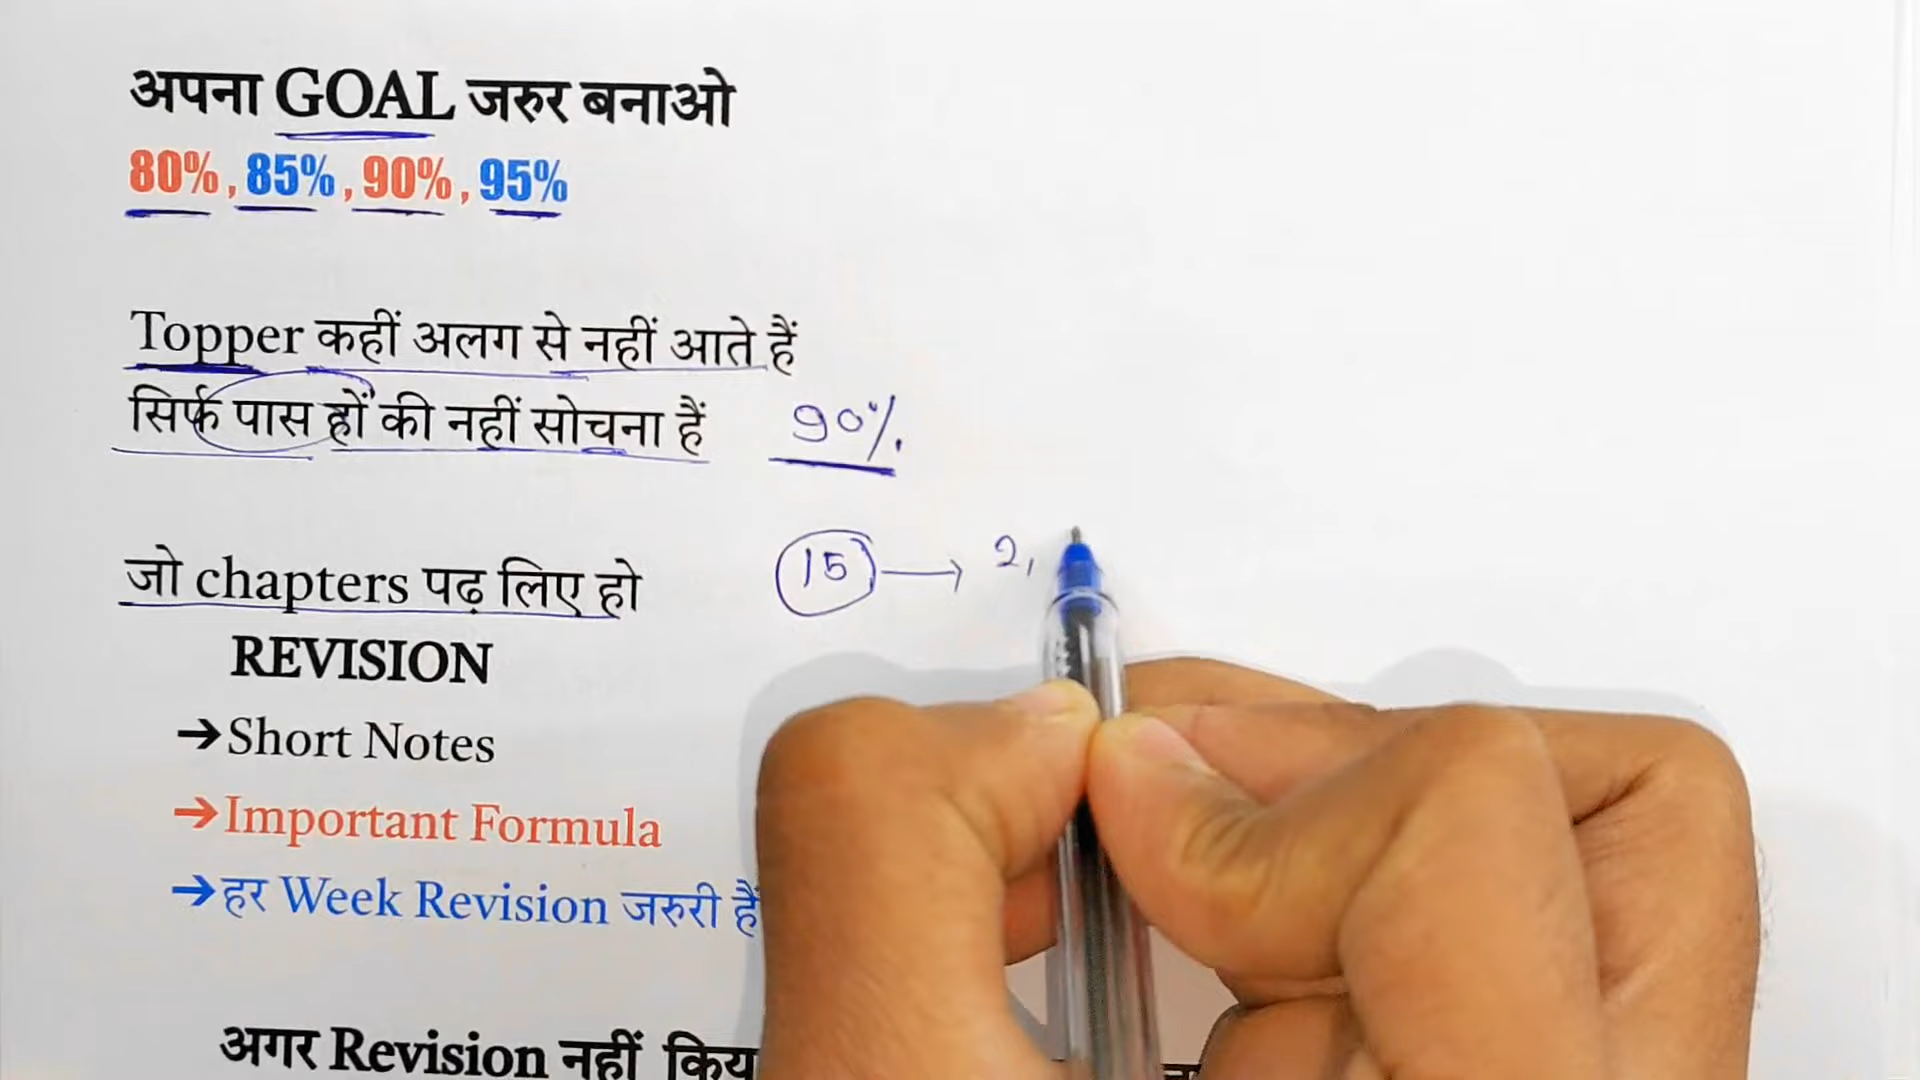 अपना GOAL जरुर बनाओ
80%, 85%, 90%, 95%
Topper कहीं अलग से नहीं आते हैं
सिर्फ पास हों की नहीं सोचना हैं 90%.
जो chapters पढ़ लिए हो 15 → 2,
REVISION
➔Short Notes
➔Important Formula
➔हर Week Revision जरुरी हैं
अगर Revision नहीं